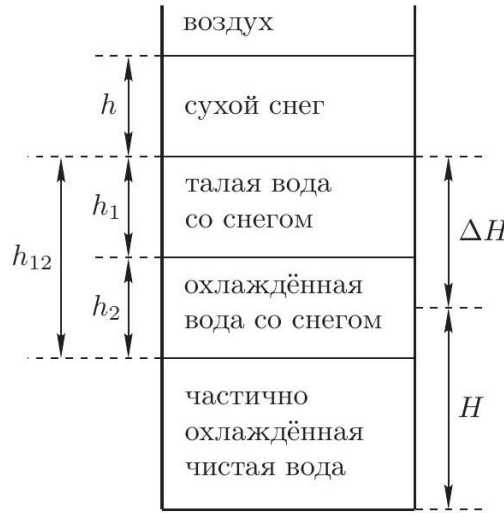 воздух
h
сухой снег
h₁
талая вода
со снегом
ΔH
h₁₂
h₂
охлаждённая
вода со снегом
H
частично
охлаждённая
чистая вода